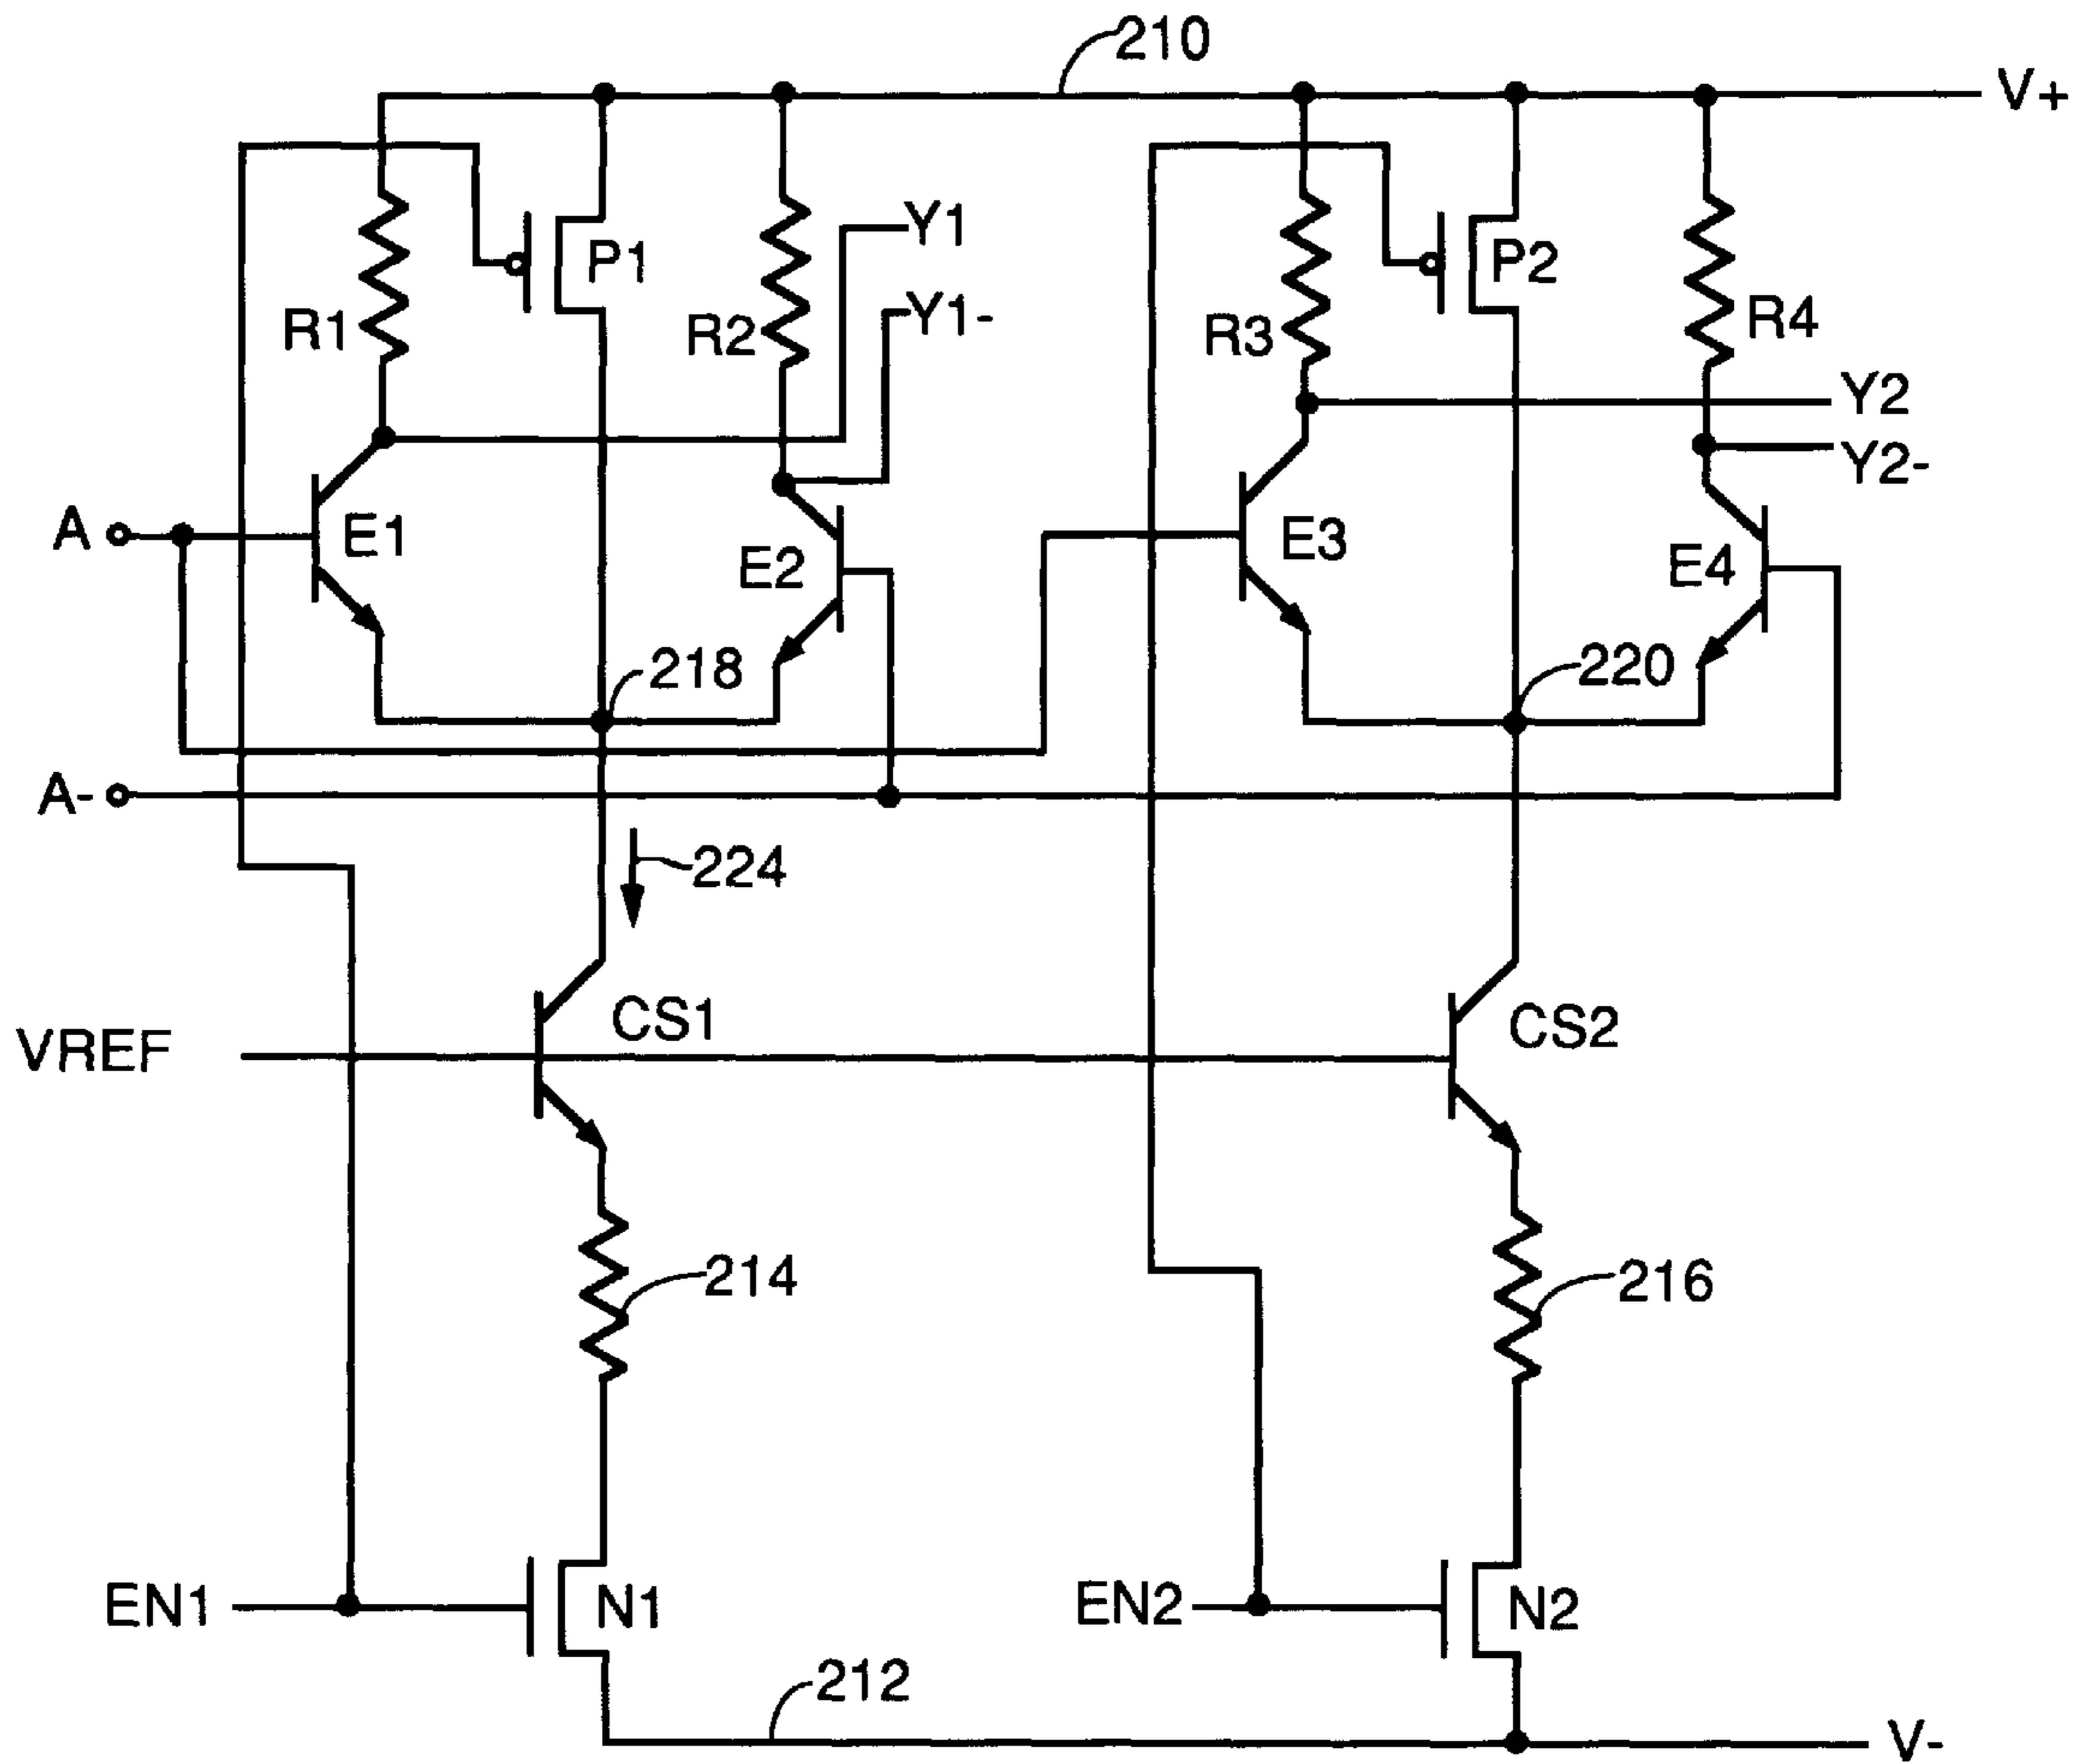 210
V+
Y1
P1
P2
Y1-
R1
R2
R3
R4
Y2
Y2-
A
E1
E2
E3
E4
218
220
A-
224
CS1
CS2
VREF
214
216
EN1
N1
EN2
N2
212
V-